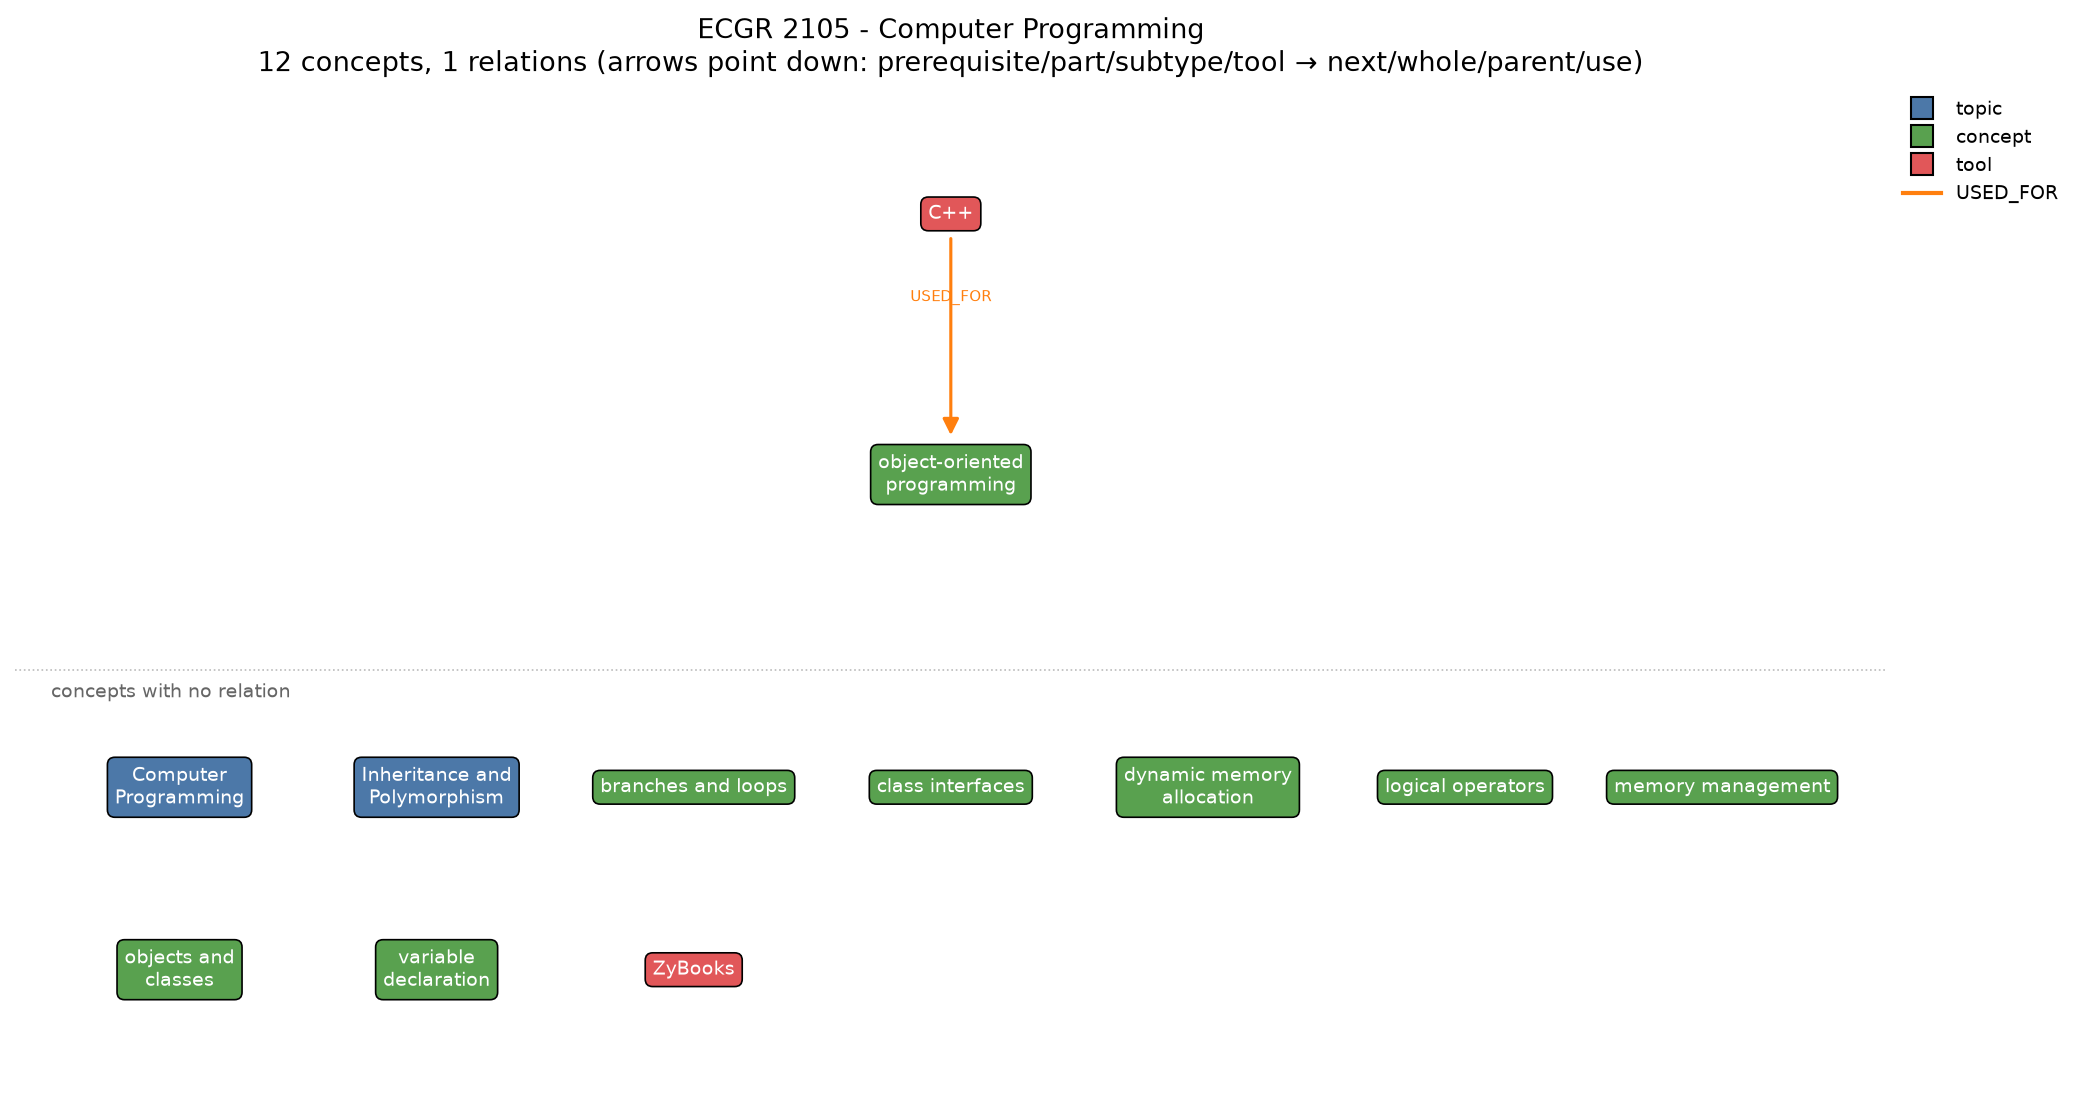 ECGR 2105 - Computer Programming
12 concepts, 1 relations (arrows point down: prerequisite/part/subtype/tool → next/whole/parent/use)
topic
concept
tool
USED_FOR
C++
USED_FOR
object-oriented
programming
concepts with no relation
Computer
Programming
Inheritance and
Polymorphism
branches and loops
class interfaces
dynamic memory
allocation
logical operators
memory management
objects and
classes
variable
declaration
ZyBooks